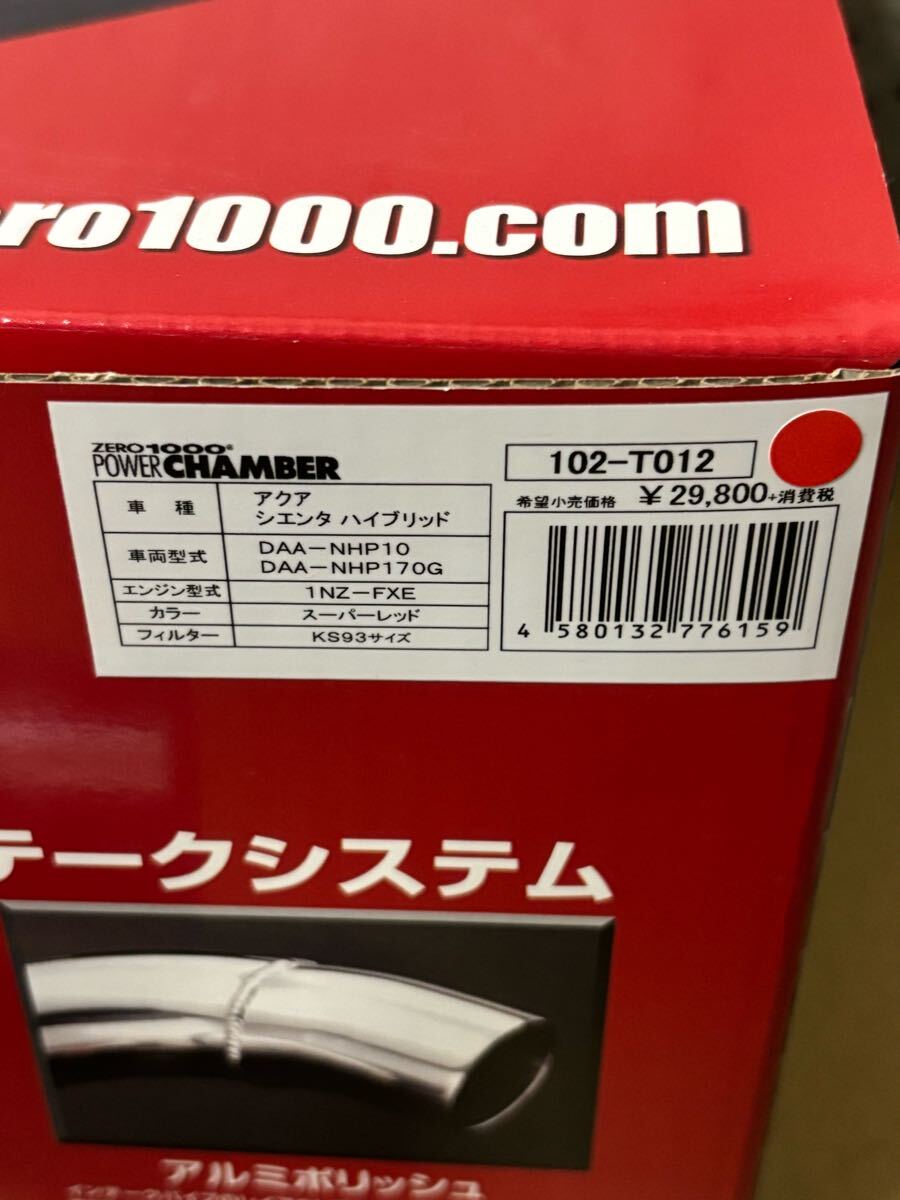 ro1000.com
ZERO1000®
POWER CHAMBER
102-T012
希望小売価格 ¥29,800+消費税
車種 アクア
シエンタ ハイブリッド
車両型式 DAA-NHP10
DAA-NHP170G
エンジン型式 1NZ-FXE
カラー スーパーレッド
フィルター KS93サイズ
4 580132 776159
テークシステム
アルミポリッシュ